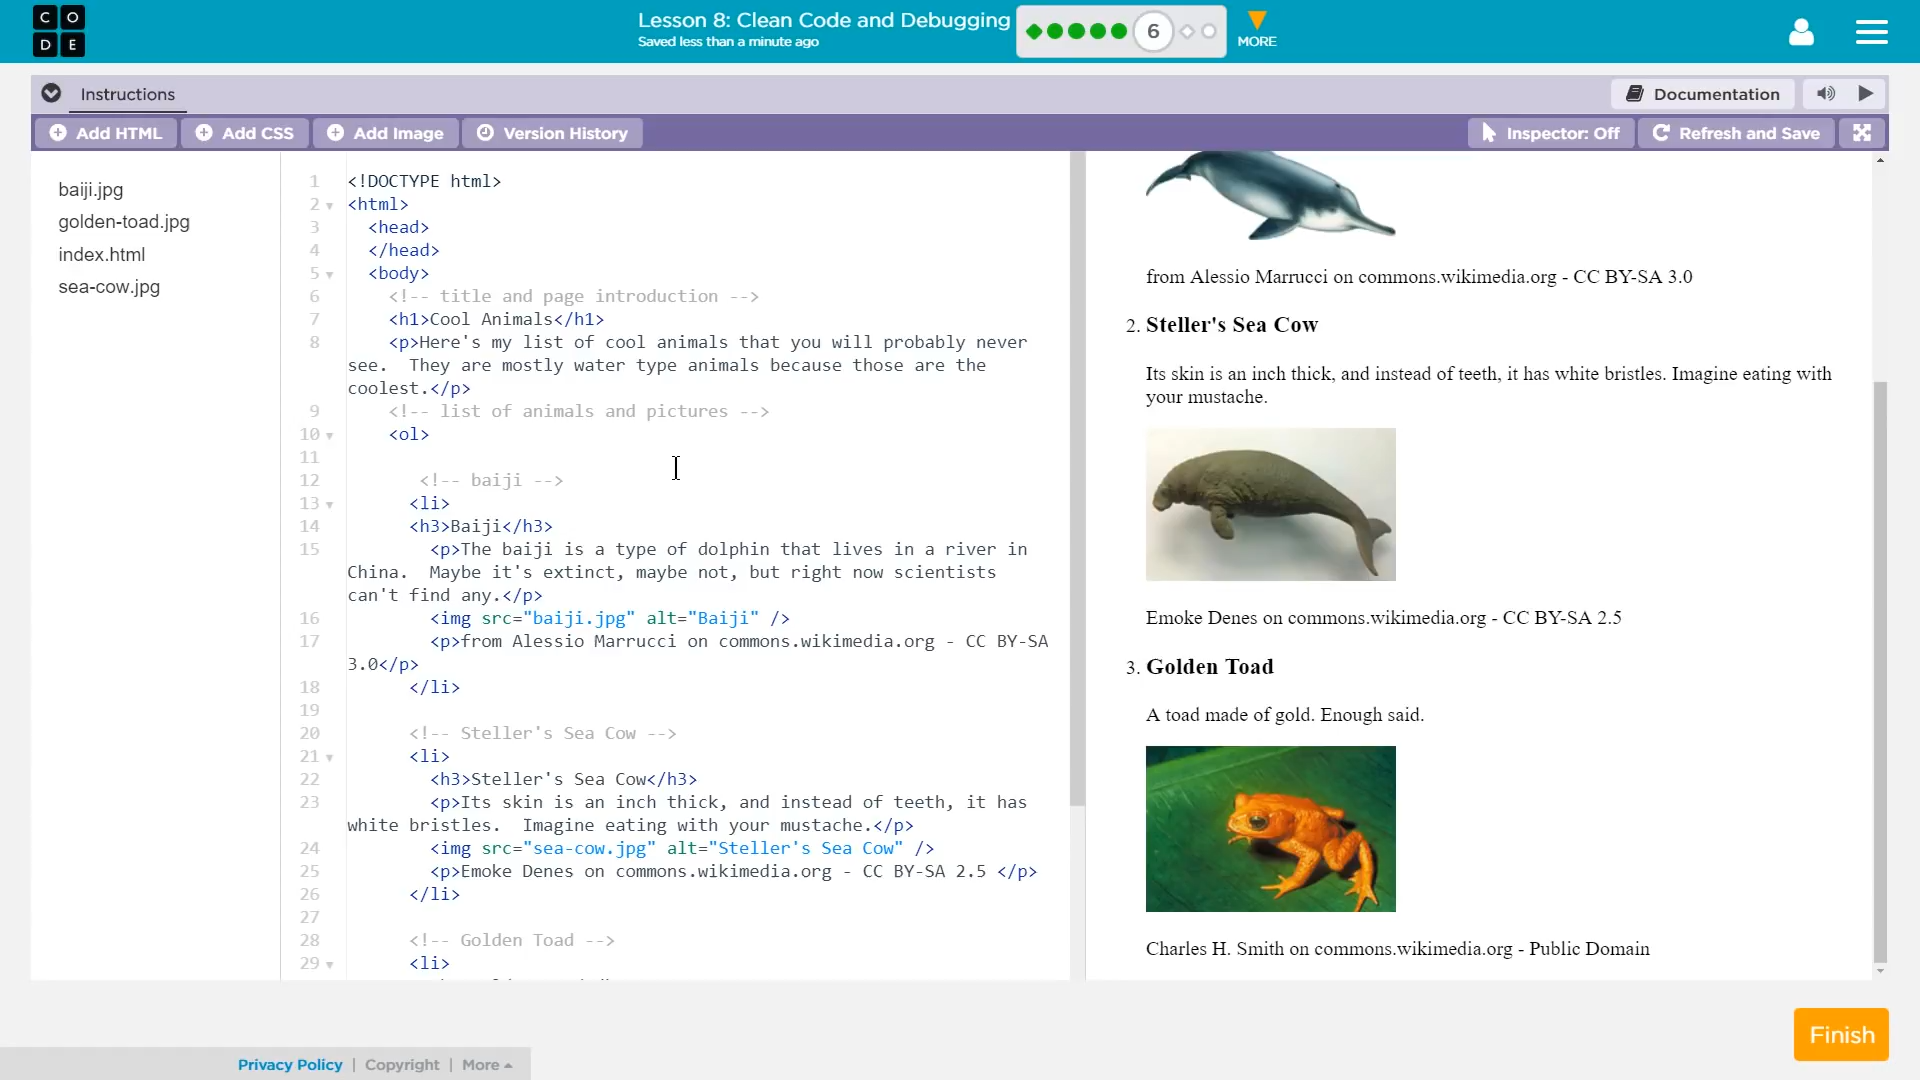 CODE
Lesson 8: Clean Code and Debugging
Saved less than a minute ago
6
MORE
Instructions
Documentation
Add HTML
Add CSS
Add Image
Version History
Inspector: Off
Refresh and Save
baiji.jpg
golden-toad.jpg
index.html
sea-cow.jpg
1 <!DOCTYPE html>
2 <html>
3 <head>
4 </head>
5 <body>
6 <!-- title and page introduction -->
7 <h1>Cool Animals</h1>
8 <p>Here's my list of cool animals that you will probably never
see.  They are mostly water type animals because those are the
coolest.</p>
9 <!-- list of animals and pictures -->
10 <ol>
11
12 <!-- baiji -->
13 <li>
14 <h3>Baiji</h3>
15 <p>The baiji is a type of dolphin that lives in a river in
China.  Maybe it's extinct, maybe not, but right now scientists
can't find any.</p>
16 <img src="baiji.jpg" alt="Baiji" />
17 <p>from Alessio Marrucci on commons.wikimedia.org - CC BY-SA
3.0</p>
18 </li>
19
20 <!-- Steller's Sea Cow -->
21 <li>
22 <h3>Steller's Sea Cow</h3>
23 <p>Its skin is an inch thick, and instead of teeth, it has
white bristles.  Imagine eating with your mustache.</p>
24 <img src="sea-cow.jpg" alt="Steller's Sea Cow" />
25 <p>Emoke Denes on commons.wikimedia.org - CC BY-SA 2.5 </p>
26 </li>
27
28 <!-- Golden Toad -->
29 <li>
from Alessio Marrucci on commons.wikimedia.org - CC BY-SA 3.0
2. Steller's Sea Cow
Its skin is an inch thick, and instead of teeth, it has white bristles. Imagine eating with
your mustache.
Emoke Denes on commons.wikimedia.org - CC BY-SA 2.5
3. Golden Toad
A toad made of gold. Enough said.
Charles H. Smith on commons.wikimedia.org - Public Domain
Finish
Privacy Policy | Copyright | More